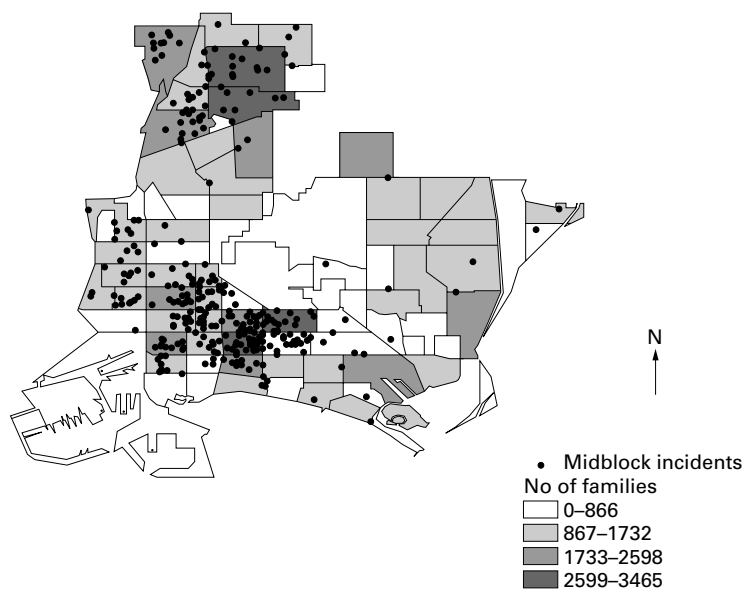 N
Midblock incidents
No of families
0–866
867–1732
1733–2598
2599–3465